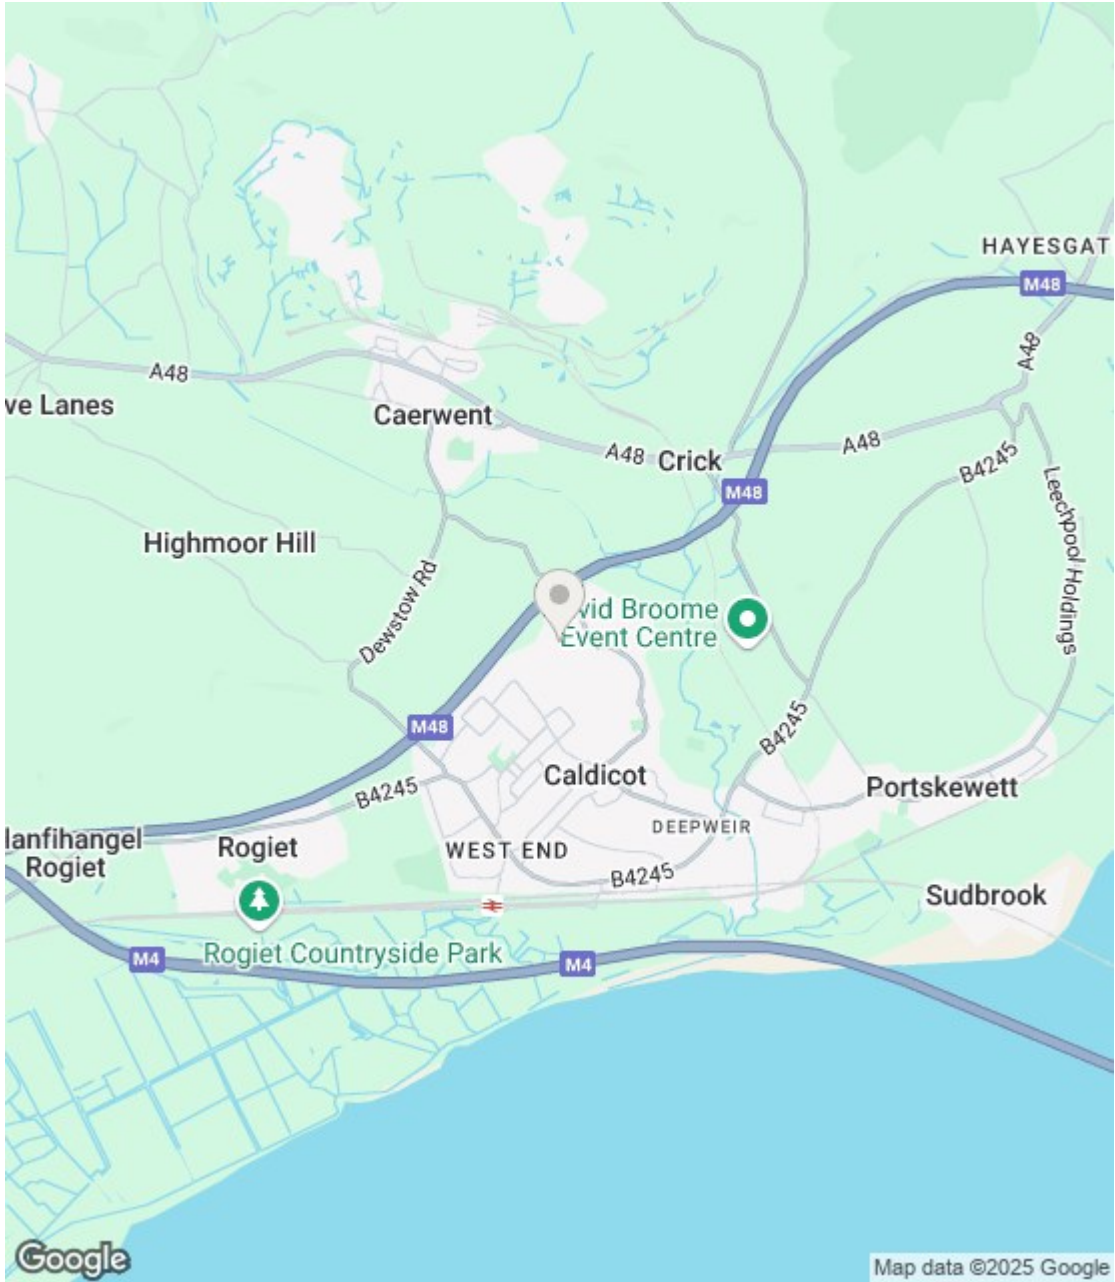 HAYESGAT
M48
A48
A48
ve Lanes
Caerwent
A48
Crick
A48
B4245
M48
Leechpool Holdings
Highmoor Hill
Dewstow Rd
vid Broome
Event Centre
M48
B4245
Caldicot
B4245
Portskewett
lanfihangel
Rogiet
Rogiet
DEEPWEIR
WEST END
B4245
Sudbrook
Rogiet Countryside Park
M4
M4
Google
Map data ©2025 Google